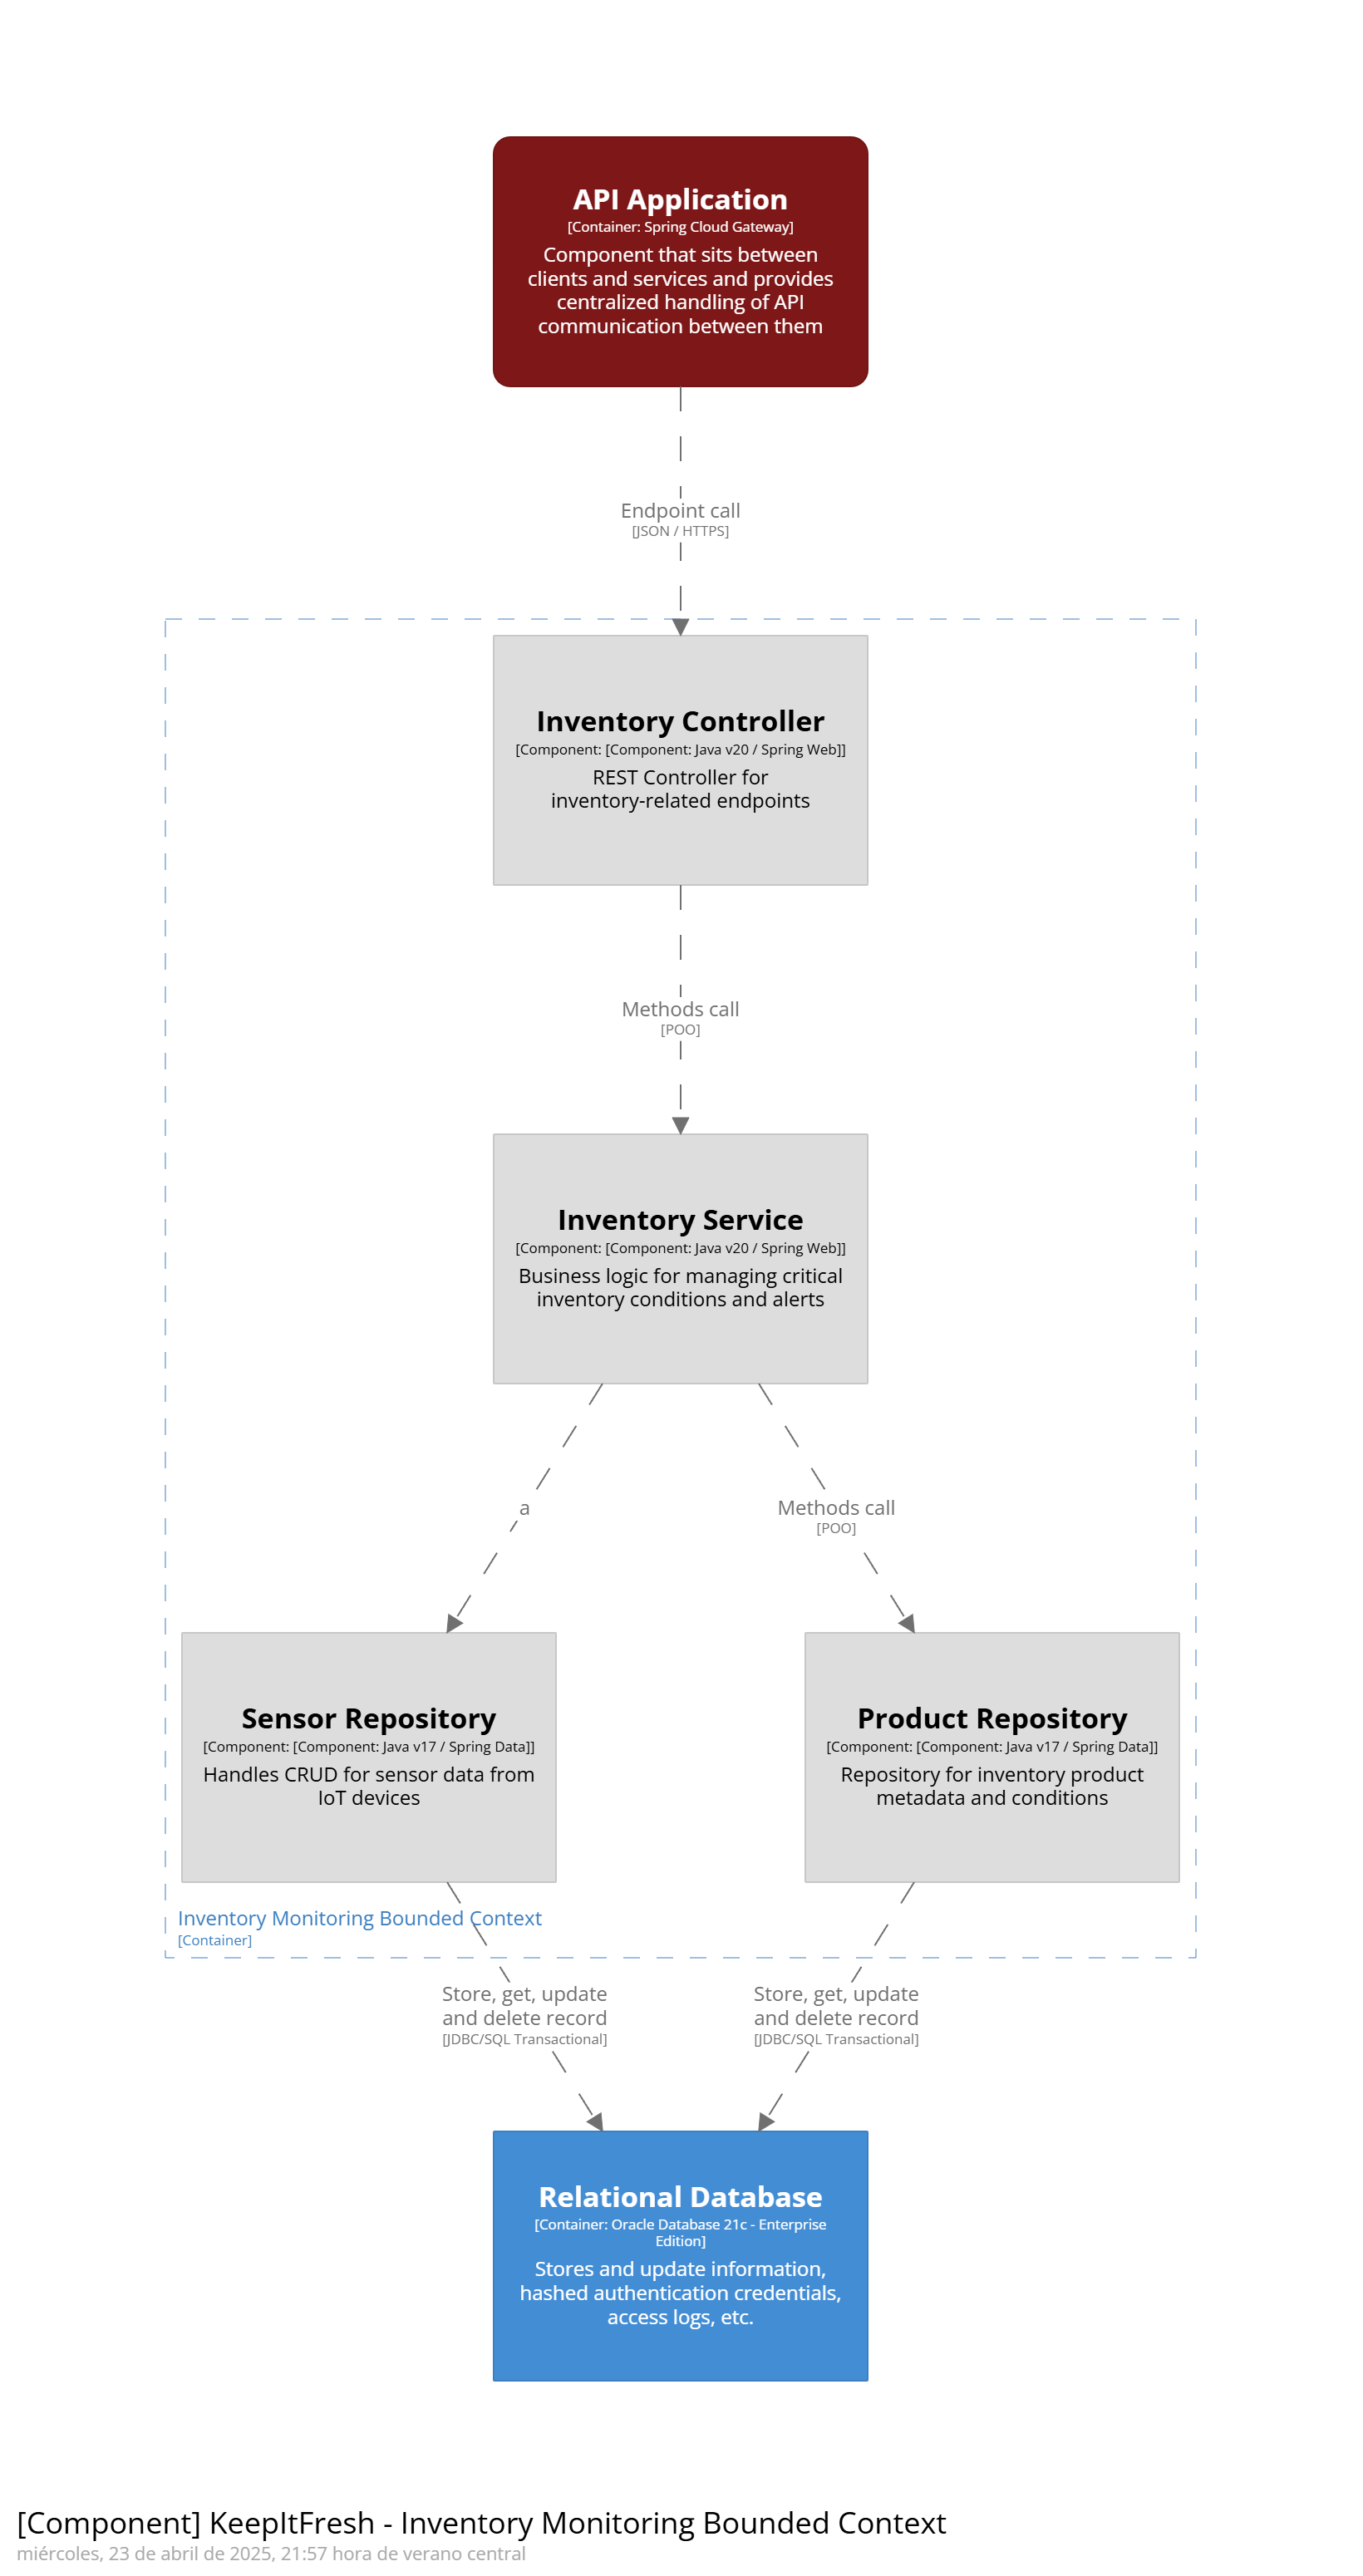 API Application
[Container: Spring Cloud Gateway]
Component that sits between
clients and services and provides
centralized handling of API
communication between them
Endpoint call
[JSON / HTTPS]
Inventory Controller
[Component: [Component: Java v20 / Spring Web]]
REST Controller for
inventory-related endpoints
Methods call
[POO]
Inventory Service
[Component: [Component: Java v20 / Spring Web]]
Business logic for managing critical
inventory conditions and alerts
a
Methods call
[POO]
Sensor Repository
[Component: [Component: Java v17 / Spring Data]]
Handles CRUD for sensor data from
IoT devices
Product Repository
[Component: [Component: Java v17 / Spring Data]]
Repository for inventory product
metadata and conditions
Inventory Monitoring Bounded Context
[Container]
Store, get, update
and delete record
[JDBC/SQL Transactional]
Store, get, update
and delete record
[JDBC/SQL Transactional]
Relational Database
[Container: Oracle Database 21c - Enterprise
Edition]
Stores and update information,
hashed authentication credentials,
access logs, etc.
[Component] KeepItFresh - Inventory Monitoring Bounded Context
miércoles, 23 de abril de 2025, 21:57 hora de verano central